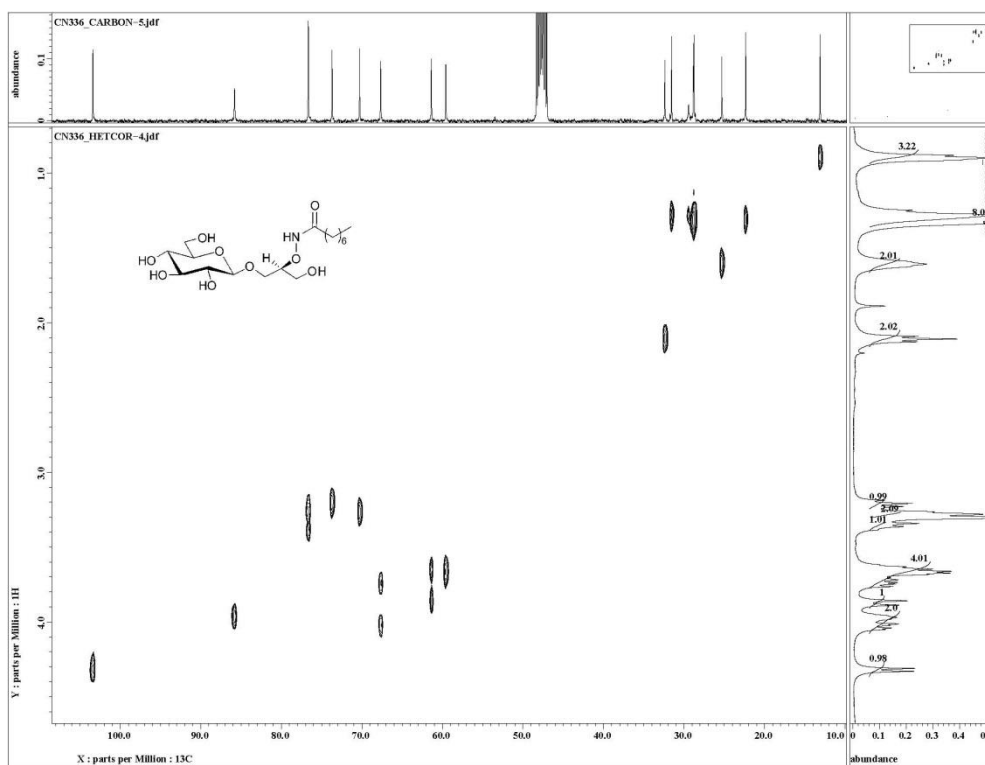 CN336_CARBON-5.jdf
abundance
0.1
0
CN336_HETCOR-4.jdf
Y : parts per Million : 1H
1.0
2.0
3.0
4.0
O
HN
6
OH
O
HO
H
O
HO
O
OH
HO
OH
3.22
8.0
2.01
2.02
0.99
2.09
1.01
4.01
1
2.0
0.98
100.0 90.0 80.0 70.0 60.0 50.0 40.0 30.0 20.0 10.0
X : parts per Million : 13C
0 0.1 0.2 0.3 0.4
abundance